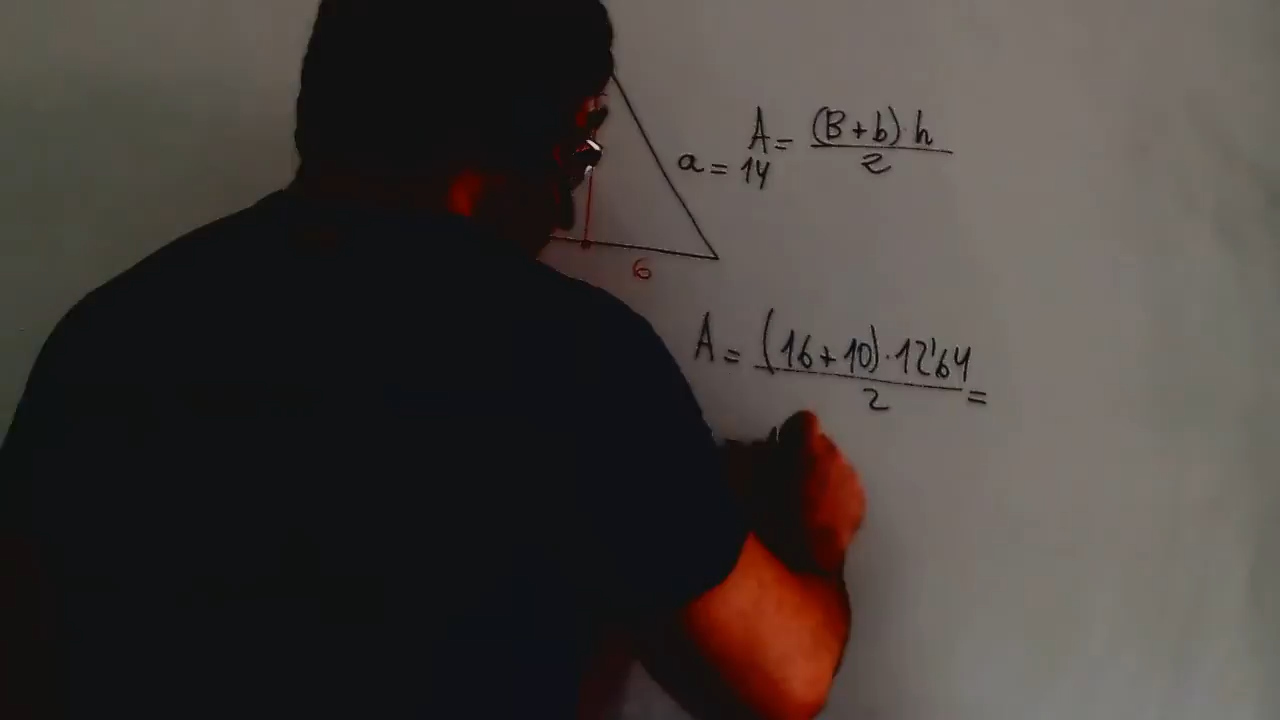 A = (B+b)·h / 2
a = 14
6
A = (16+10)·12'64 / 2 =